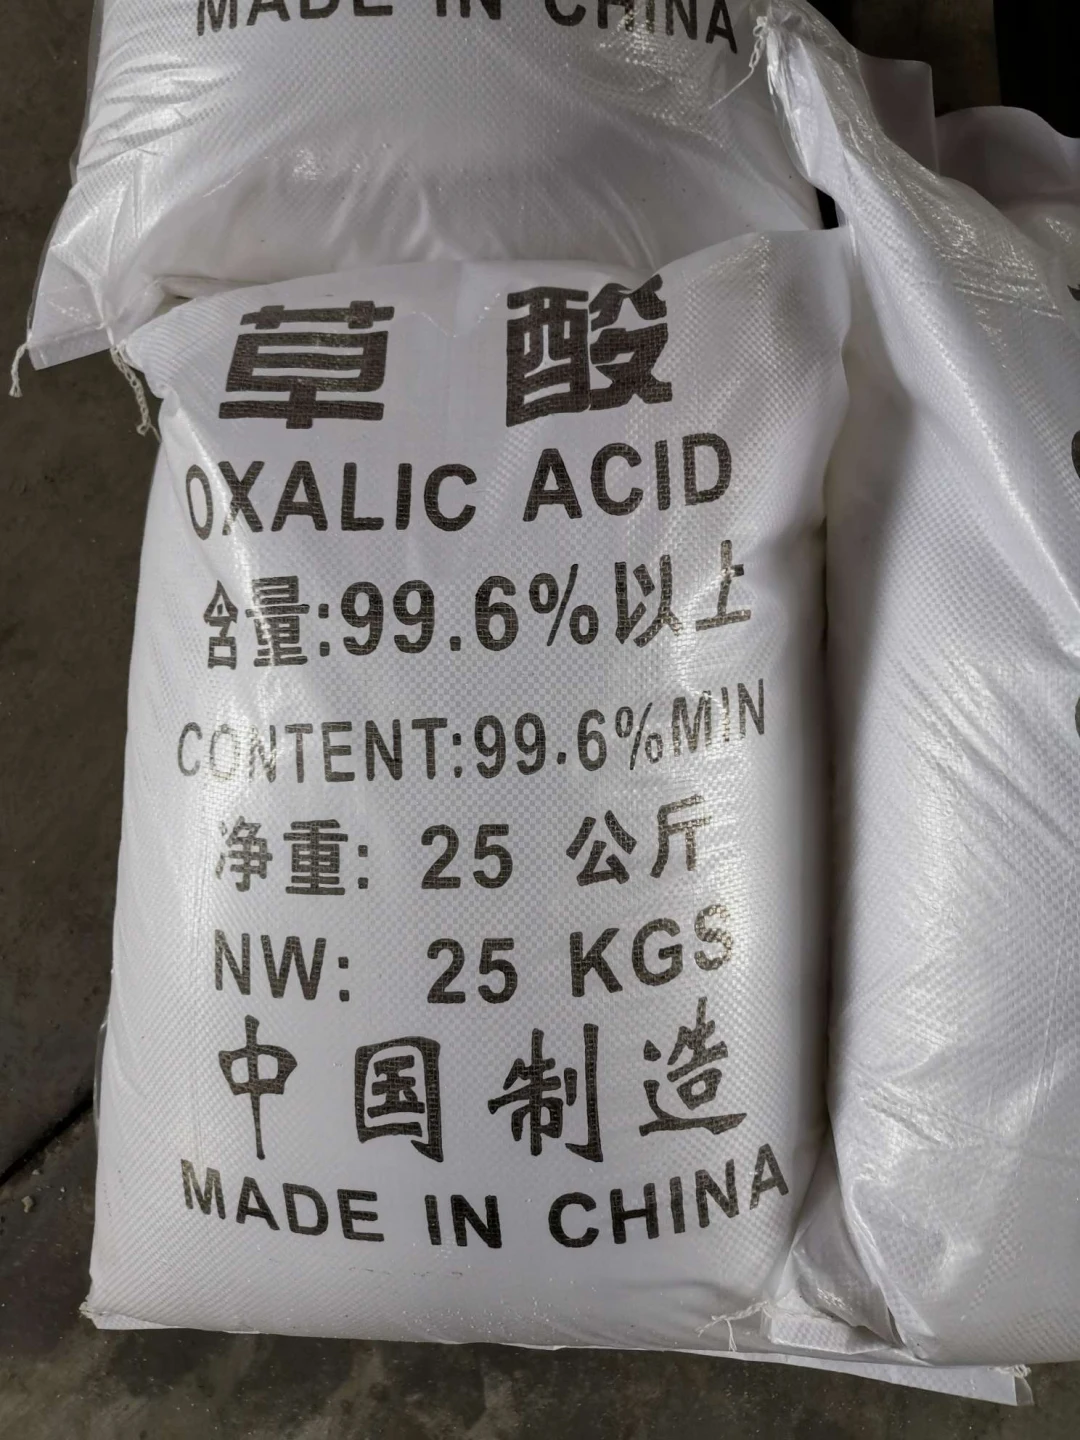 MADE IN CHINA
草 酸
OXALIC ACID
含量:99.6%以上
CONTENT:99.6%MIN
净重: 25 公斤
NW: 25 KGS
中国制造
MADE IN CHINA